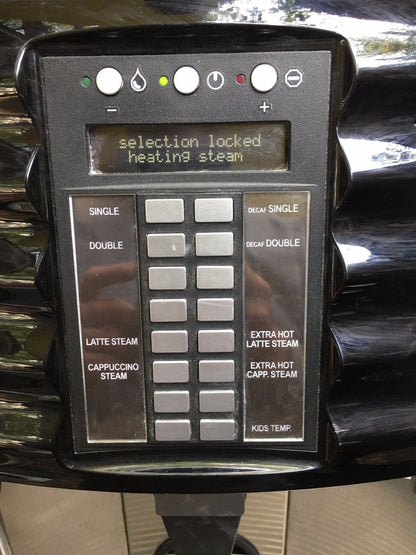 −
+
selection locked
heating steam
SINGLE
DECAF SINGLE
DOUBLE
DECAF DOUBLE
LATTE STEAM
EXTRA HOT
LATTE STEAM
CAPPUCCINO
STEAM
EXTRA HOT
CAPP. STEAM
KIDS TEMP.